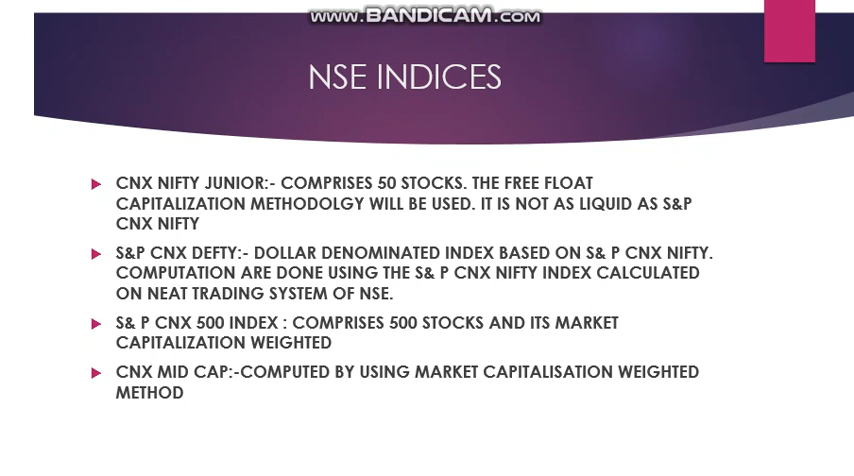 www.BANDICAM.com
NSE INDICES
CNX NIFTY JUNIOR:- COMPRISES 50 STOCKS. THE FREE FLOAT
CAPITALIZATION METHODOLGY WILL BE USED. IT IS NOT AS LIQUID AS S&P
CNX NIFTY
S&P CNX DEFTY:- DOLLAR DENOMINATED INDEX BASED ON S& P CNX NIFTY.
COMPUTATION ARE DONE USING THE S& P CNX NIFTY INDEX CALCULATED
ON NEAT TRADING SYSTEM OF NSE.
S& P CNX 500 INDEX : COMPRISES 500 STOCKS AND ITS MARKET
CAPITALIZATION WEIGHTED
CNX MID CAP:-COMPUTED BY USING MARKET CAPITALISATION WEIGHTED
METHOD